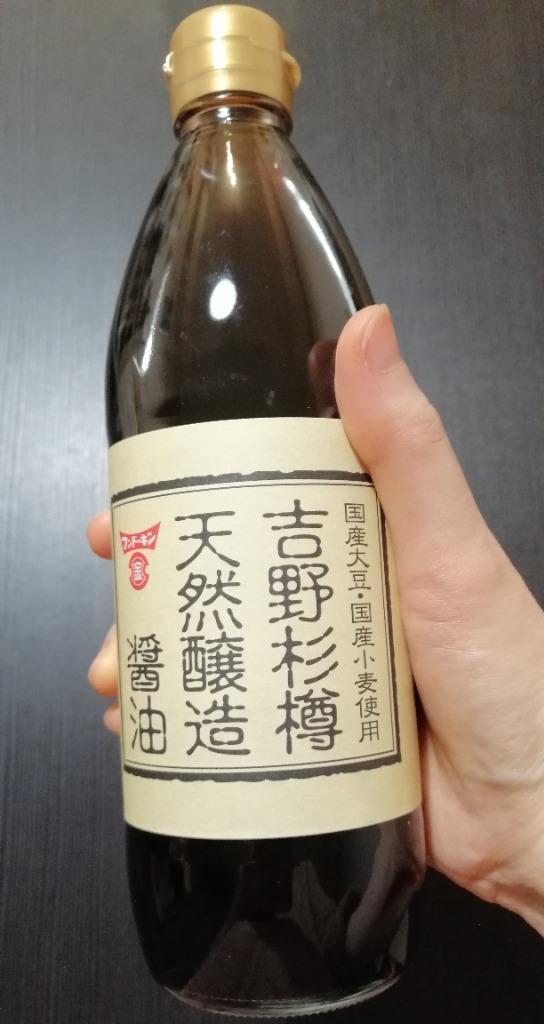 国産大豆・国産小麦使用
吉野杉樽
天然醸造
醤油
フンドーキン
金